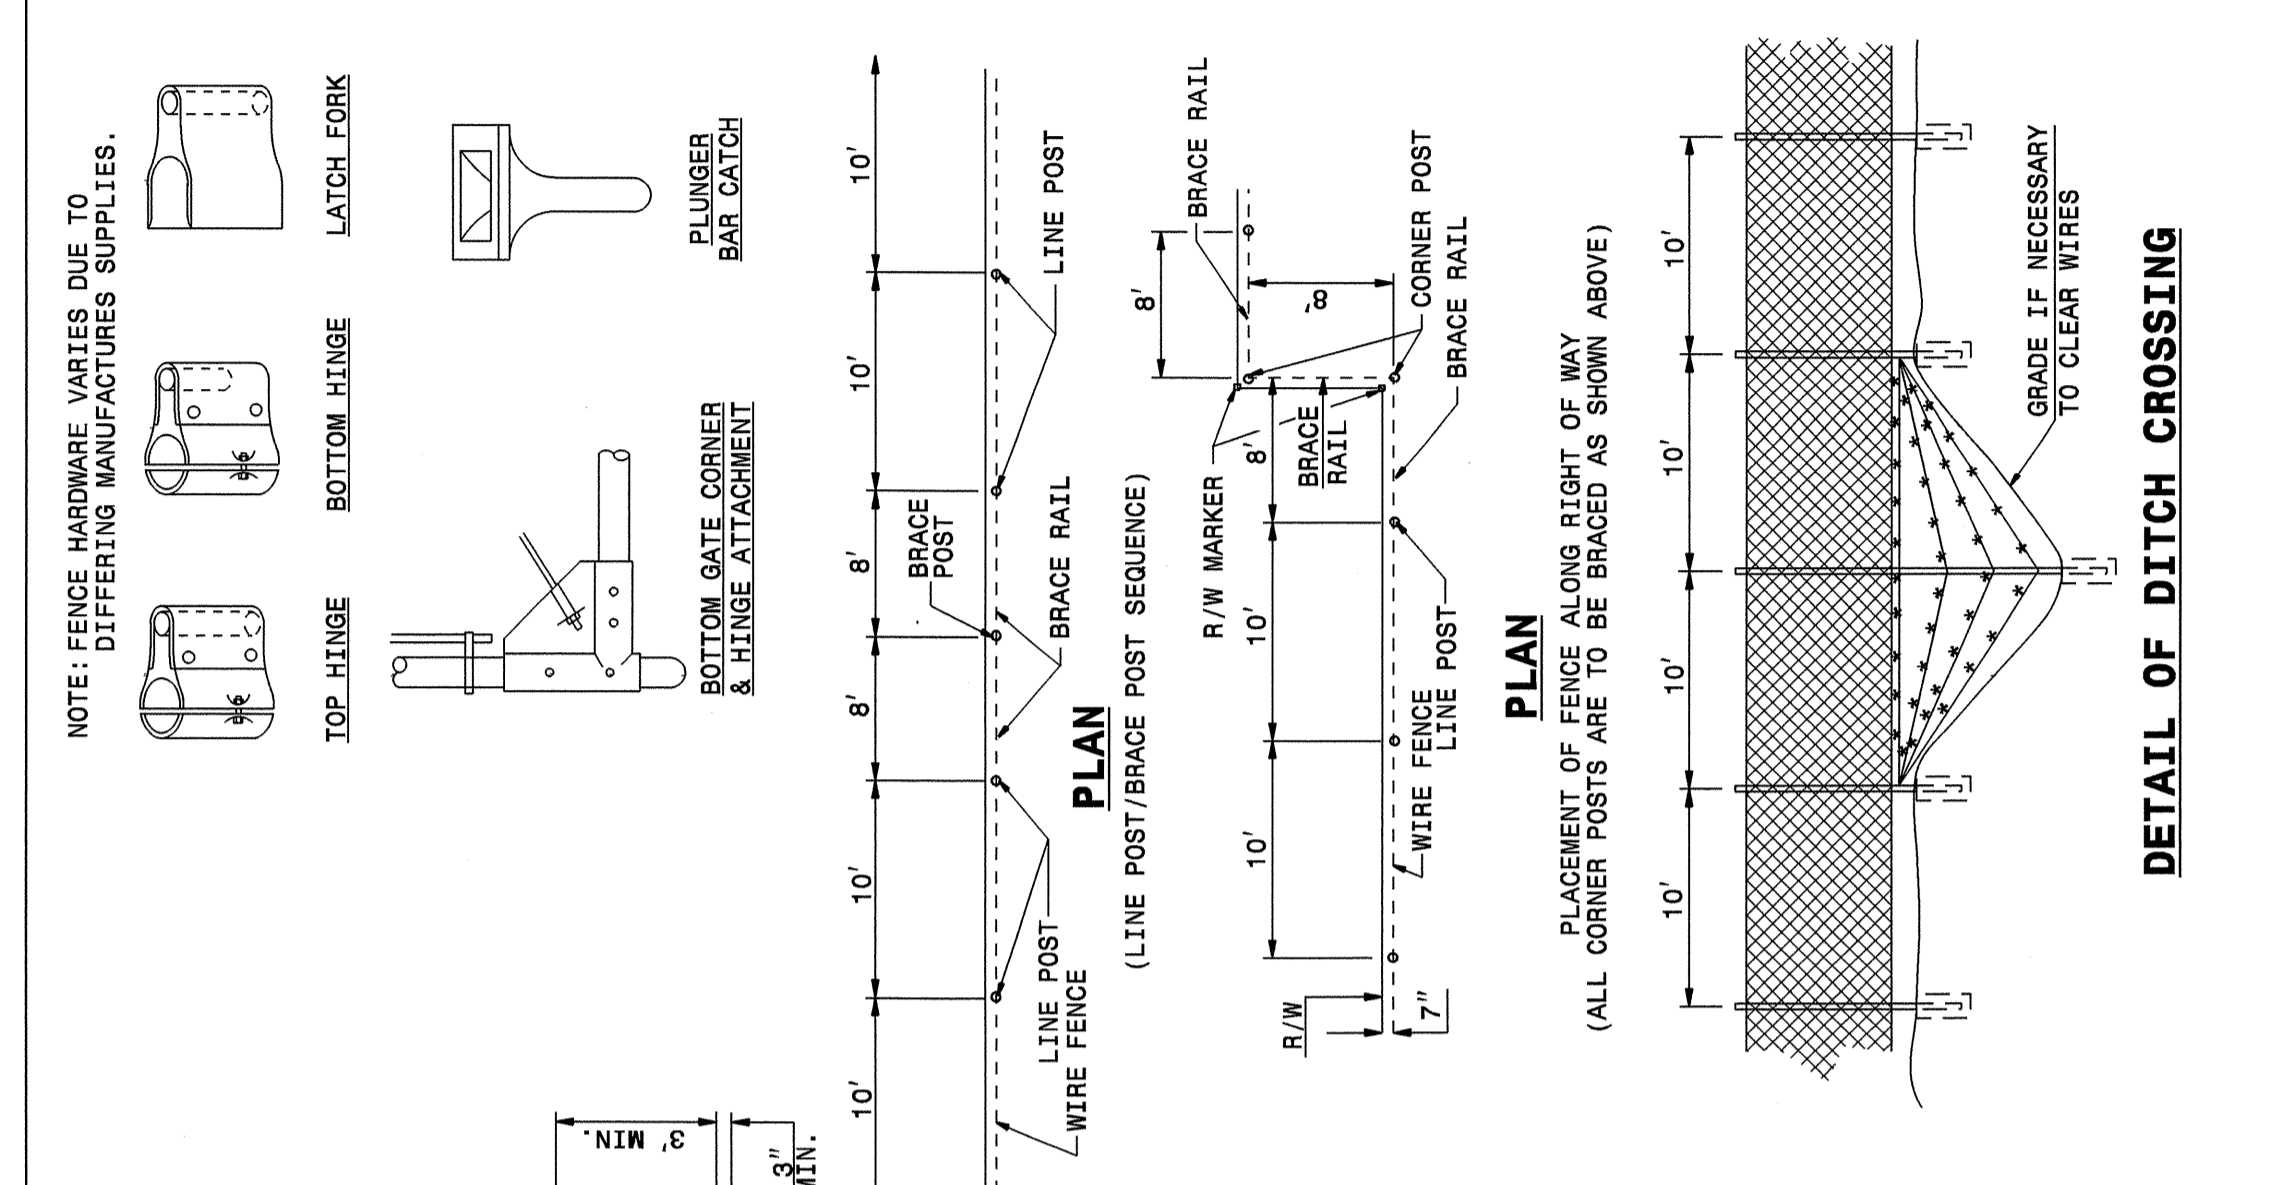 NOTE: FENCE HARDWARE VARIES DUE TO
DIFFERING MANUFACTURES SUPPLIES.
TOP HINGE
BOTTOM HINGE
LATCH FORK
BOTTOM GATE CORNER
& HINGE ATTACHMENT
PLUNGER
BAR CATCH
3' MIN.
3"
MIN.
10'
10'
8'
8'
10'
10'
BRACE
POST
LINE POST
WIRE FENCE
BRACE RAIL
LINE POST
PLAN
(LINE POST/BRACE POST SEQUENCE)
8'
BRACE RAIL
8'
R/W MARKER
8'
BRACE
RAIL
CORNER POST
BRACE RAIL
10'
10'
R/W
7"
WIRE FENCE
LINE POST
PLAN
PLACEMENT OF FENCE ALONG RIGHT OF WAY
(ALL CORNER POSTS ARE TO BE BRACED AS SHOWN ABOVE)
10'
10'
10'
10'
GRADE IF NECESSARY
TO CLEAR WIRES
DETAIL OF DITCH CROSSING